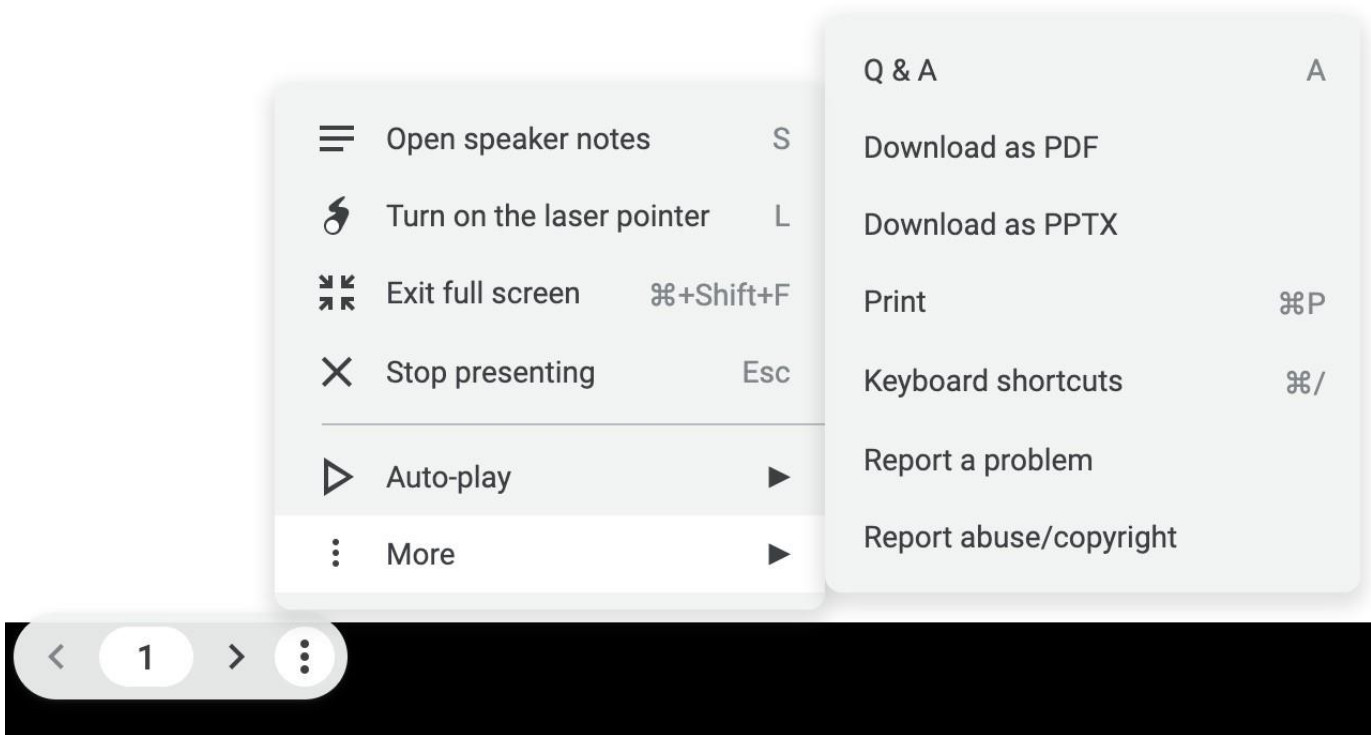 Open speaker notes S
Turn on the laser pointer L
Exit full screen ⌘+Shift+F
Stop presenting Esc
Auto-play
More
Q & A A
Download as PDF
Download as PPTX
Print ⌘P
Keyboard shortcuts ⌘/
Report a problem
Report abuse/copyright
1